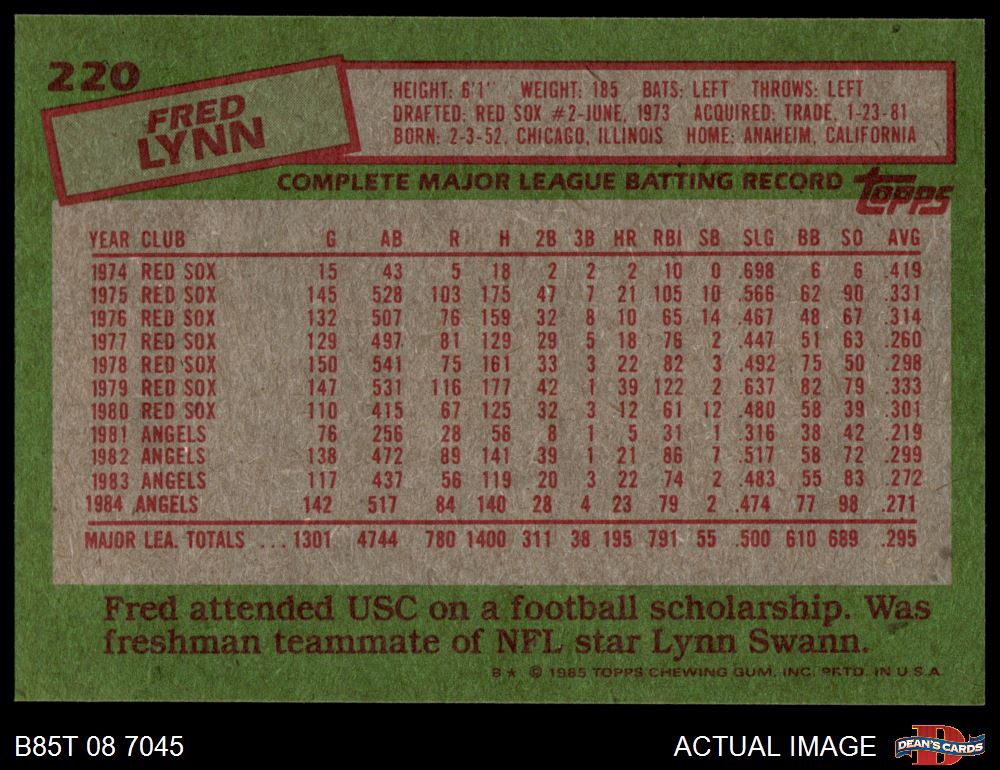 220
FRED
LYNN
HEIGHT: 6'1" WEIGHT: 185 BATS: LEFT THROWS: LEFT
DRAFTED: RED SOX #2-JUNE, 1973 ACQUIRED: TRADE, 1-23-81
BORN: 2-3-52, CHICAGO, ILLINOIS HOME: ANAHEIM, CALIFORNIA
COMPLETE MAJOR LEAGUE BATTING RECORD topps
YEAR CLUB G AB R H 2B 3B HR RBI SB SLG BB SO AVG
1974 RED SOX 15 43 5 18 2 2 2 10 0 .698 6 6 .419
1975 RED SOX 145 528 103 175 47 7 21 105 10 .566 62 90 .331
1976 RED SOX 132 507 76 159 32 8 10 65 14 .467 48 67 .314
1977 RED SOX 129 497 81 129 29 5 18 76 2 .447 51 63 .260
1978 RED SOX 150 541 75 161 33 3 22 82 3 .492 75 50 .298
1979 RED SOX 147 531 116 177 42 1 39 122 2 .637 82 79 .333
1980 RED SOX 110 415 67 125 32 3 12 61 12 .480 58 39 .301
1981 ANGELS 76 256 28 56 8 1 5 31 1 .316 38 42 .219
1982 ANGELS 138 472 89 141 39 1 21 86 7 .517 58 72 .299
1983 ANGELS 117 437 56 119 20 3 22 74 2 .483 55 83 .272
1984 ANGELS 142 517 84 140 28 4 23 79 2 .474 77 98 .271
MAJOR LEA. TOTALS ... 1301 4744 780 1400 311 38 195 791 55 .500 610 689 .295
Fred attended USC on a football scholarship. Was
freshman teammate of NFL star Lynn Swann.
B* © 1985 TOPPS CHEWING GUM, INC. PRTD. IN U.S.A.
B85T 08 7045 ACTUAL IMAGE DEAN'S CARDS